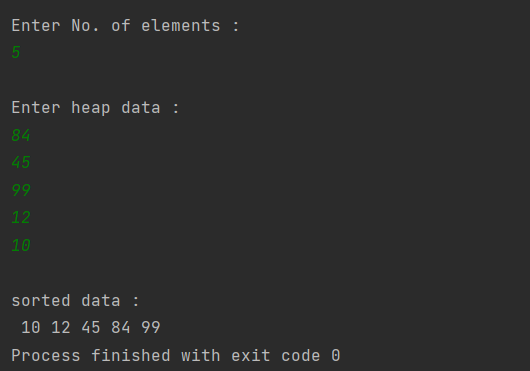 Enter No. of elements :
5
Enter heap data :
84
45
99
12
10
sorted data :
10 12 45 84 99
Process finished with exit code 0